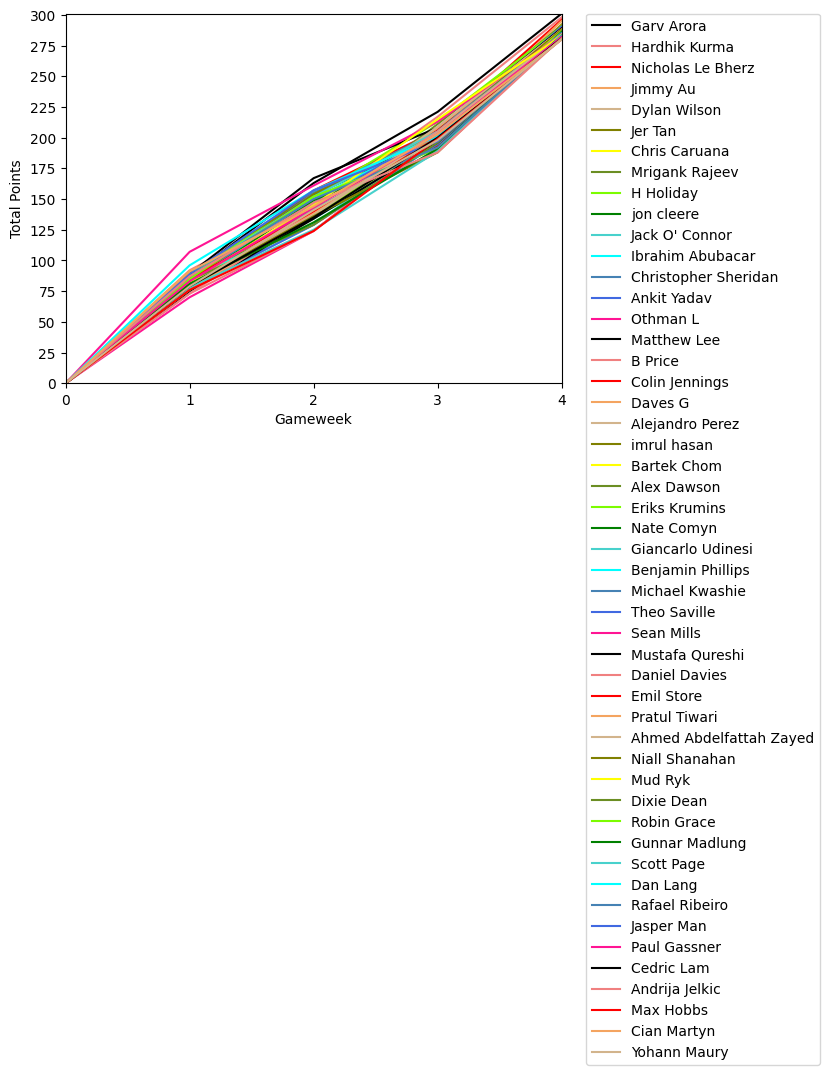 300
275
250
225
200
175
150
125
100
75
50
25
0
Total Points
0 1 2 3 4
Gameweek
Garv Arora
Hardhik Kurma
Nicholas Le Bherz
Jimmy Au
Dylan Wilson
Jer Tan
Chris Caruana
Mrigank Rajeev
H Holiday
jon cleere
Jack O' Connor
Ibrahim Abubacar
Christopher Sheridan
Ankit Yadav
Othman L
Matthew Lee
B Price
Colin Jennings
Daves G
Alejandro Perez
imrul hasan
Bartek Chom
Alex Dawson
Eriks Krumins
Nate Comyn
Giancarlo Udinesi
Benjamin Phillips
Michael Kwashie
Theo Saville
Sean Mills
Mustafa Qureshi
Daniel Davies
Emil Store
Pratul Tiwari
Ahmed Abdelfattah Zayed
Niall Shanahan
Mud Ryk
Dixie Dean
Robin Grace
Gunnar Madlung
Scott Page
Dan Lang
Rafael Ribeiro
Jasper Man
Paul Gassner
Cedric Lam
Andrija Jelkic
Max Hobbs
Cian Martyn
Yohann Maury